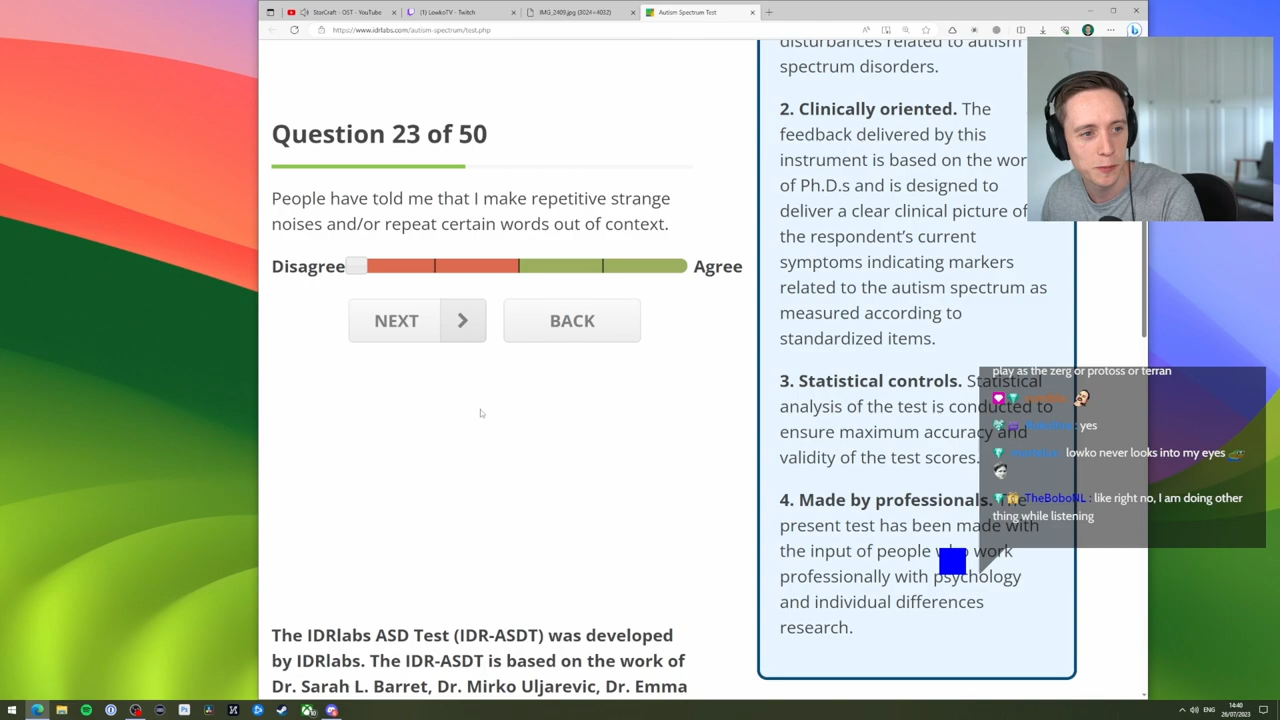 StarCraft - OST - YouTube
(1) LowkoTV - Twitch
IMG_2409.jpg (3024×4032)
Autism Spectrum Test
https://www.idrlabs.com/autism-spectrum/test.php
Question 23 of 50
People have told me that I make repetitive strange
noises and/or repeat certain words out of context.
Disagree
Agree
NEXT
BACK
The IDRlabs ASD Test (IDR-ASDT) was developed
by IDRlabs. The IDR-ASDT is based on the work of
Dr. Sarah L. Barret, Dr. Mirko Uljarevic, Dr. Emma
disturbances related to autism
spectrum disorders.
2. Clinically oriented. The
feedback delivered by this
instrument is based on the wor
of Ph.D.s and is designed to
deliver a clear clinical picture of
the respondent's current
symptoms indicating markers
related to the autism spectrum as
measured according to
standardized items.
3. Statistical controls. Statistical
analysis of the test is conducted to
ensure maximum accuracy and
validity of the test scores.
4. Made by professionals. The
present test has been made with
the input of people who work
professionally with psychology
and individual differences
research.
play as the zerg or protoss or terran
: yes
: lowko never looks into my eyes
TheBoboNL : like right no, I am doing other
thing while listening
ENG
14:40
26/07/2023